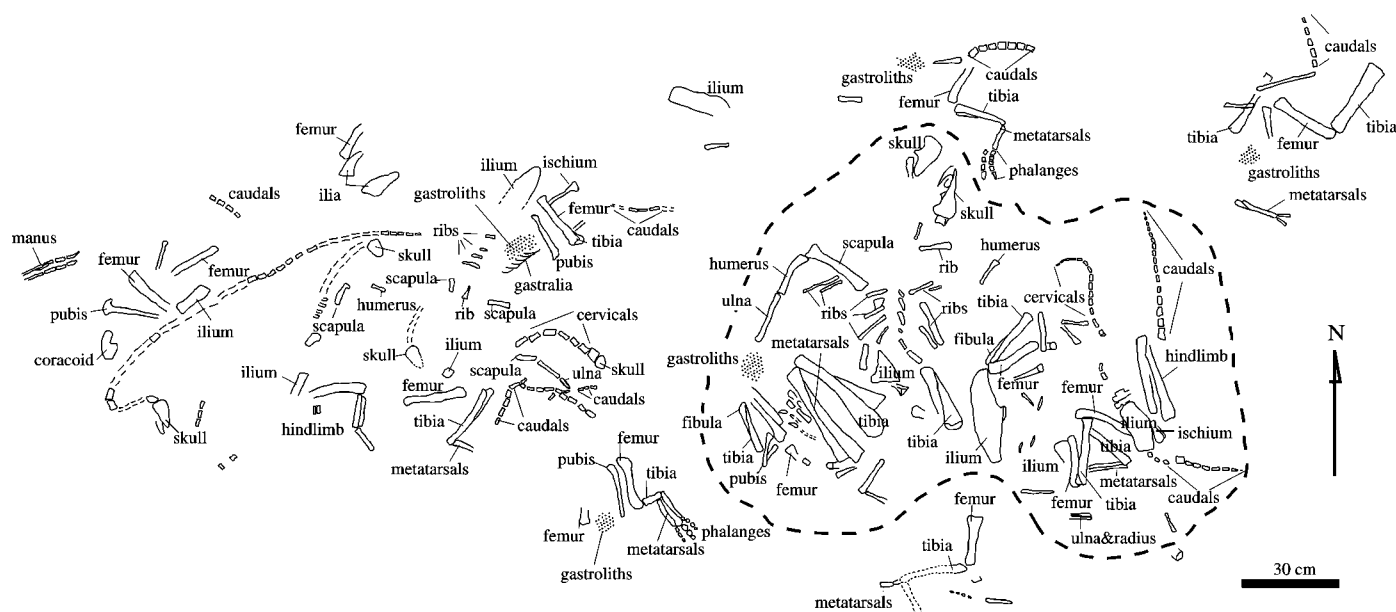 caudals
gastroliths
caudals
ilium
femur
tibia
tibia
femur
tibia
femur
metatarsals
skull
ilium
ischium
phalanges
gastroliths
gastroliths
ilia
caudals
femur
metatarsals
skull
caudals
ribs
manus
tibia
skull
scapula
humerus
femur
femur
pubis
humerus
rib
caudals
scapula
gastralia
ulna
tibia
cervicals
ribs
ribs
pubis
humerus
rib
scapula
scapula
ilium
cervicals
N
fibula
coracoid
skull
ilium
metatarsals
gastroliths
skull
hindlimb
scapula
ulna
ilium
femur
ilium
femur
femur
caudals
fibula
tibia
ilium
ischium
hindlimb
tibia
caudals
tibia
tibia
skull
femur
tibia
ilium
ilium
metatarsals
metatarsals
pubis
tibia
pubis
femur
femur
tibia
caudals
femur
femur
phalanges
ulna&radius
metatarsals
gastroliths
tibia
30 cm
metatarsals